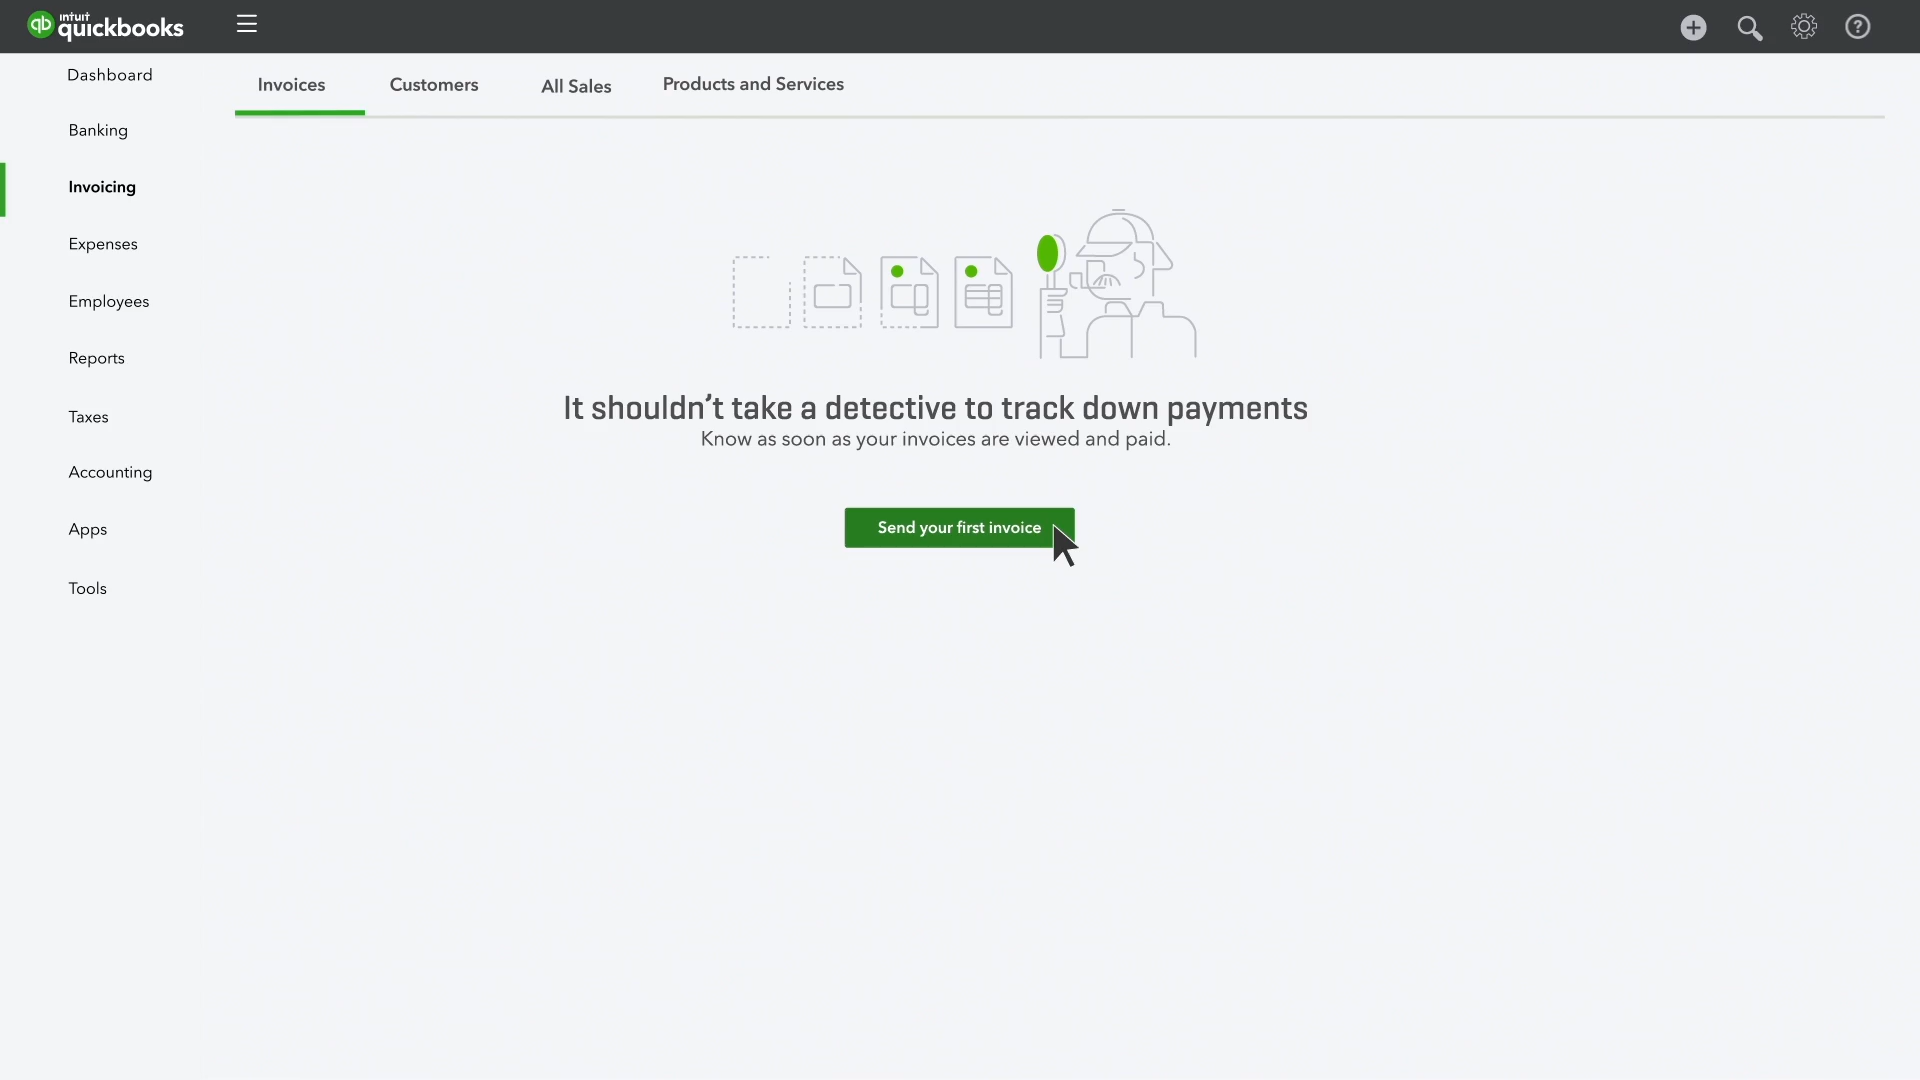 intuit
quickbooks
Dashboard
Banking
Invoicing
Expenses
Employees
Reports
Taxes
Accounting
Apps
Tools
Invoices Customers All Sales Products and Services
It shouldn’t take a detective to track down payments
Know as soon as your invoices are viewed and paid.
Send your first invoice